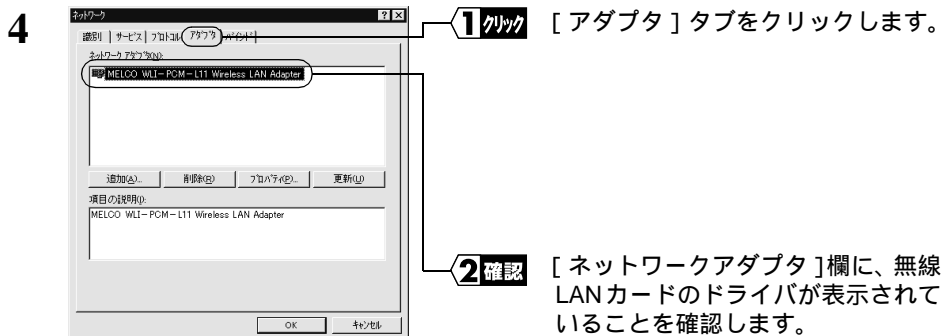 4
ネットワーク
識別 サービス プロトコル アダプタ バインド
ネットワーク アダプタ(N):
MELCO WLI-PCM-L11 Wireless LAN Adapter
追加(A)... 削除(R) プロパティ(P)... 更新(U)
項目の説明(I):
MELCO WLI-PCM-L11 Wireless LAN Adapter
OK キャンセル
1 クリック [アダプタ]タブをクリックします。
2 確認 [ネットワークアダプタ]欄に、無線
LANカードのドライバが表示されて
いることを確認します。